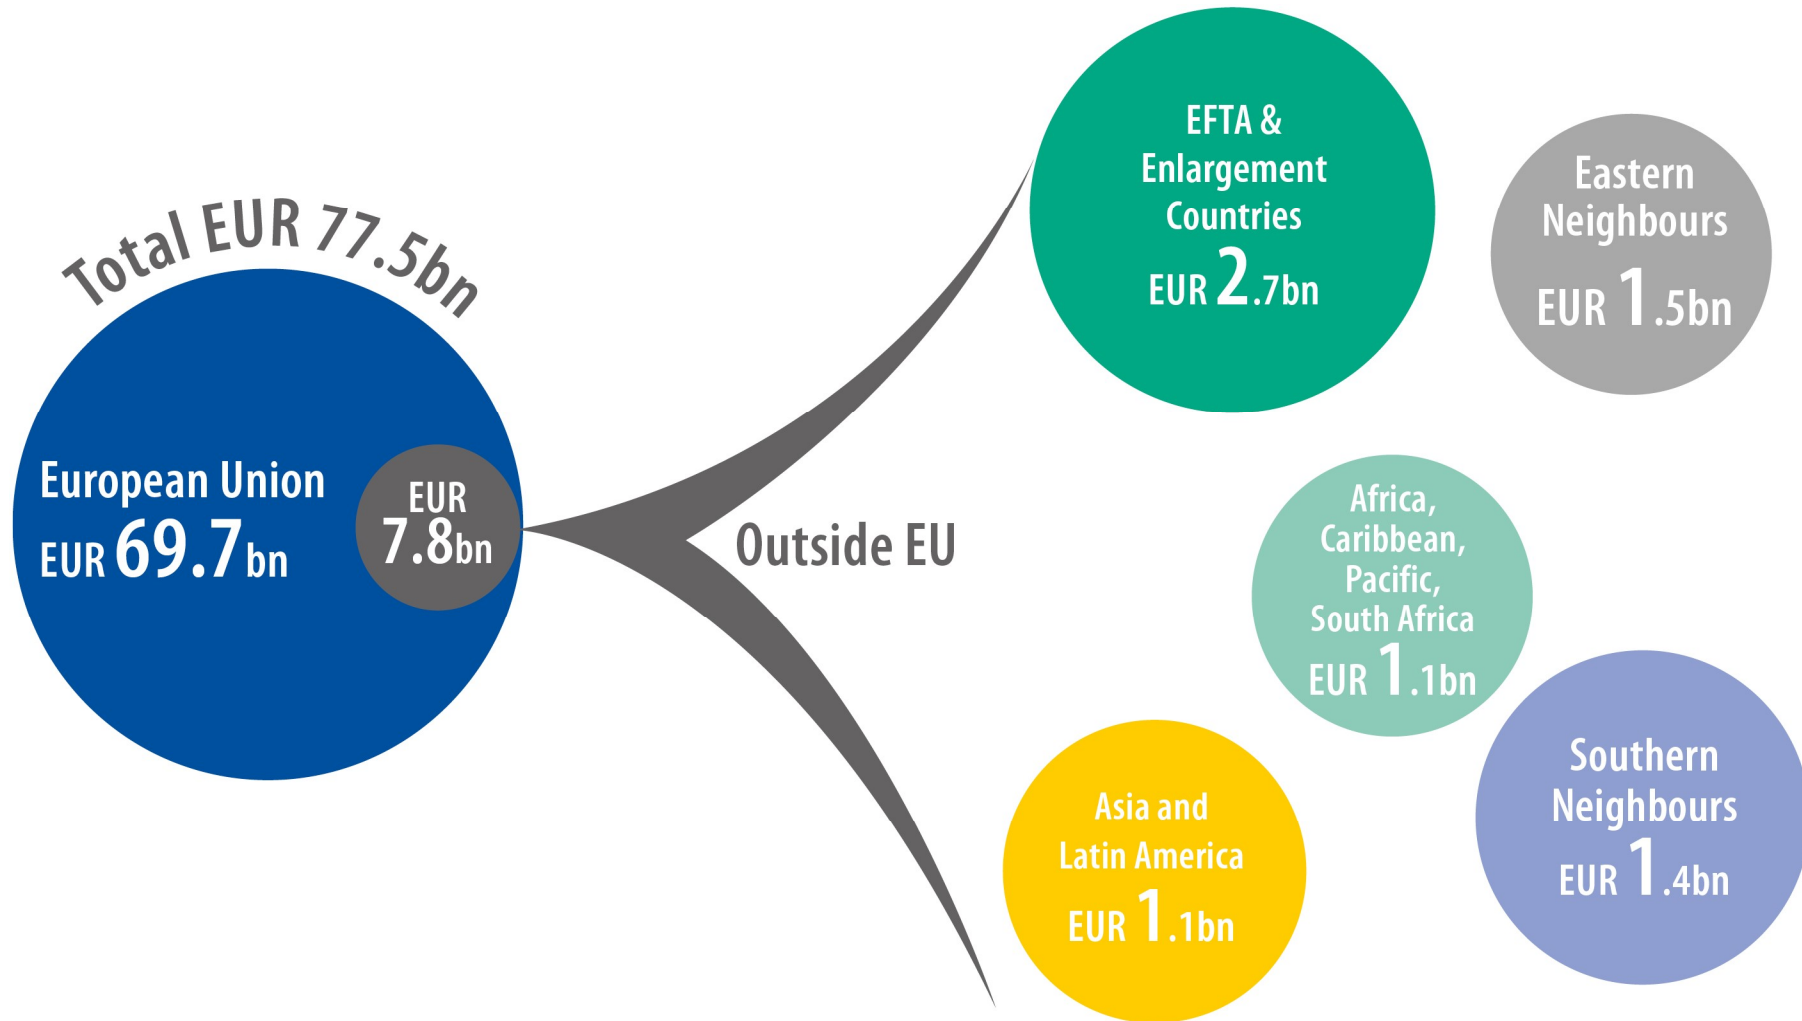 Total EUR 77.5bn
European Union
EUR 69.7bn
EUR
7.8bn
Outside EU
EFTA &
Enlargement
Countries
EUR 2.7bn
Eastern
Neighbours
EUR 1.5bn
Africa,
Caribbean,
Pacific,
South Africa
EUR 1.1bn
Southern
Neighbours
EUR 1.4bn
Asia and
Latin America
EUR 1.1bn